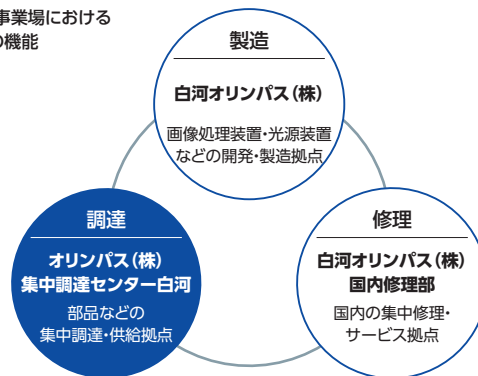 事業場における
の機能
製造
白河オリンパス(株)
画像処理装置・光源装置
などの開発・製造拠点
調達
オリンパス(株)
集中調達センター白河
部品などの
集中調達・供給拠点
修理
白河オリンパス(株)
国内修理部
国内の集中修理・
サービス拠点